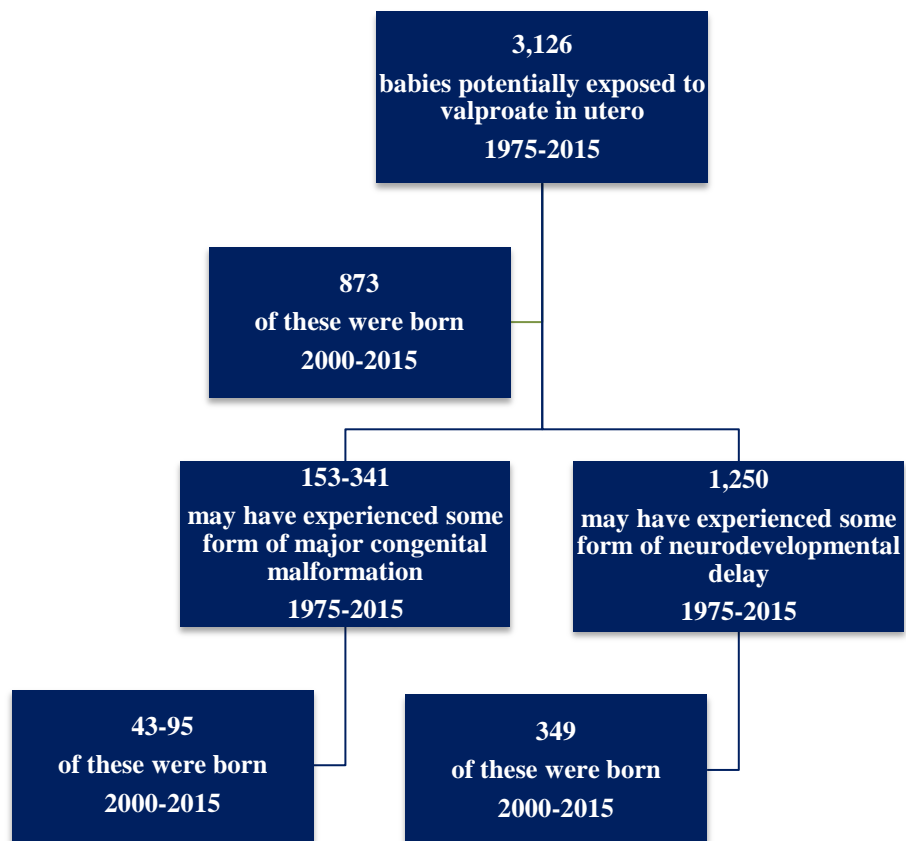 3,126
babies potentially exposed to
valproate in utero
1975-2015
873
of these were born
2000-2015
153-341
may have experienced some
form of major congenital
malformation
1975-2015
1,250
may have experienced some
form of neurodevelopmental
delay
1975-2015
43-95
of these were born
2000-2015
349
of these were born
2000-2015